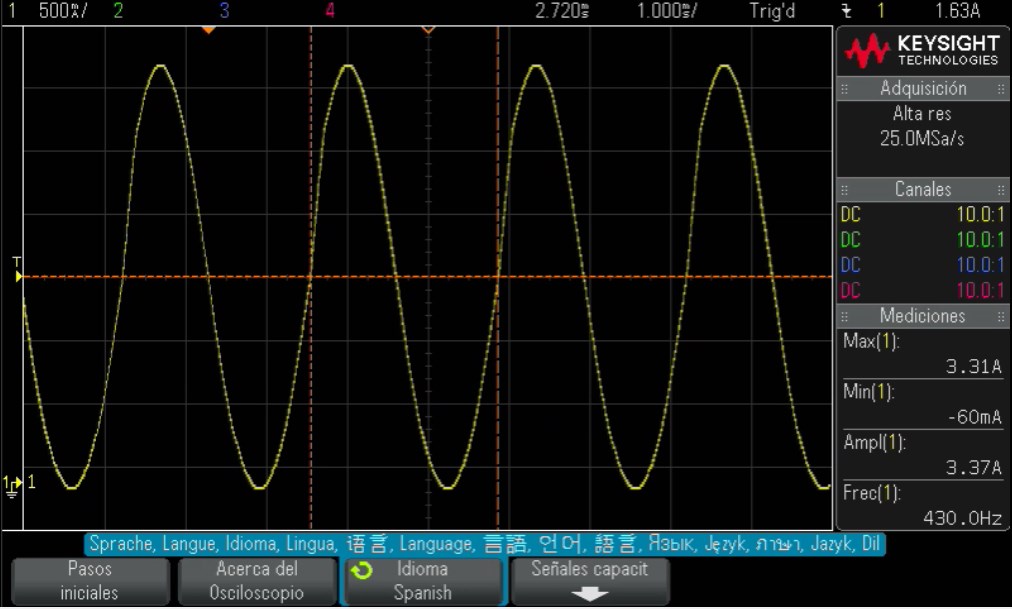 1 500㎃/ 2 3 4 2.720㎳ 1.000㎳/ Trig'd 1 1.63A
KEYSIGHT
TECHNOLOGIES
Adquisición
Alta res
25.0MSa/s
Canales
DC 10.0:1
DC 10.0:1
DC 10.0:1
DC 10.0:1
Mediciones
Max(1):
3.31A
Min(1):
-60mA
Ampl(1):
3.37A
Frec(1):
430.0Hz
T
1 1
Sprache, Langue, Idioma, Lingua, 语言, Language, 言語, 언어, 語言, Язык, Język, ภาษา, Jazyk, Dil
Pasos
iniciales
Acerca del
Osciloscopio
Idioma
Spanish
Señales capacit